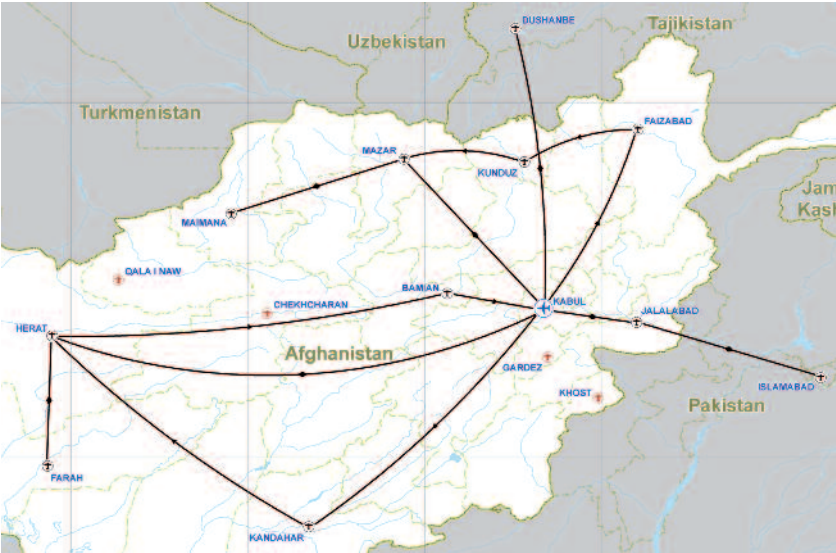 DUSHANBE
Tajikistan
Uzbekistan
Turkmenistan
FAIZABAD
MAZAR
KUNDUZ
Jam
Kash
MAIMANA
QALA I NAW
BAMIAN
KABUL
CHEKHCHARAN
JALALABAD
HERAT
Afghanistan
GARDEZ
ISLAMABAD
KHOST
Pakistan
FARAH
KANDAHAR